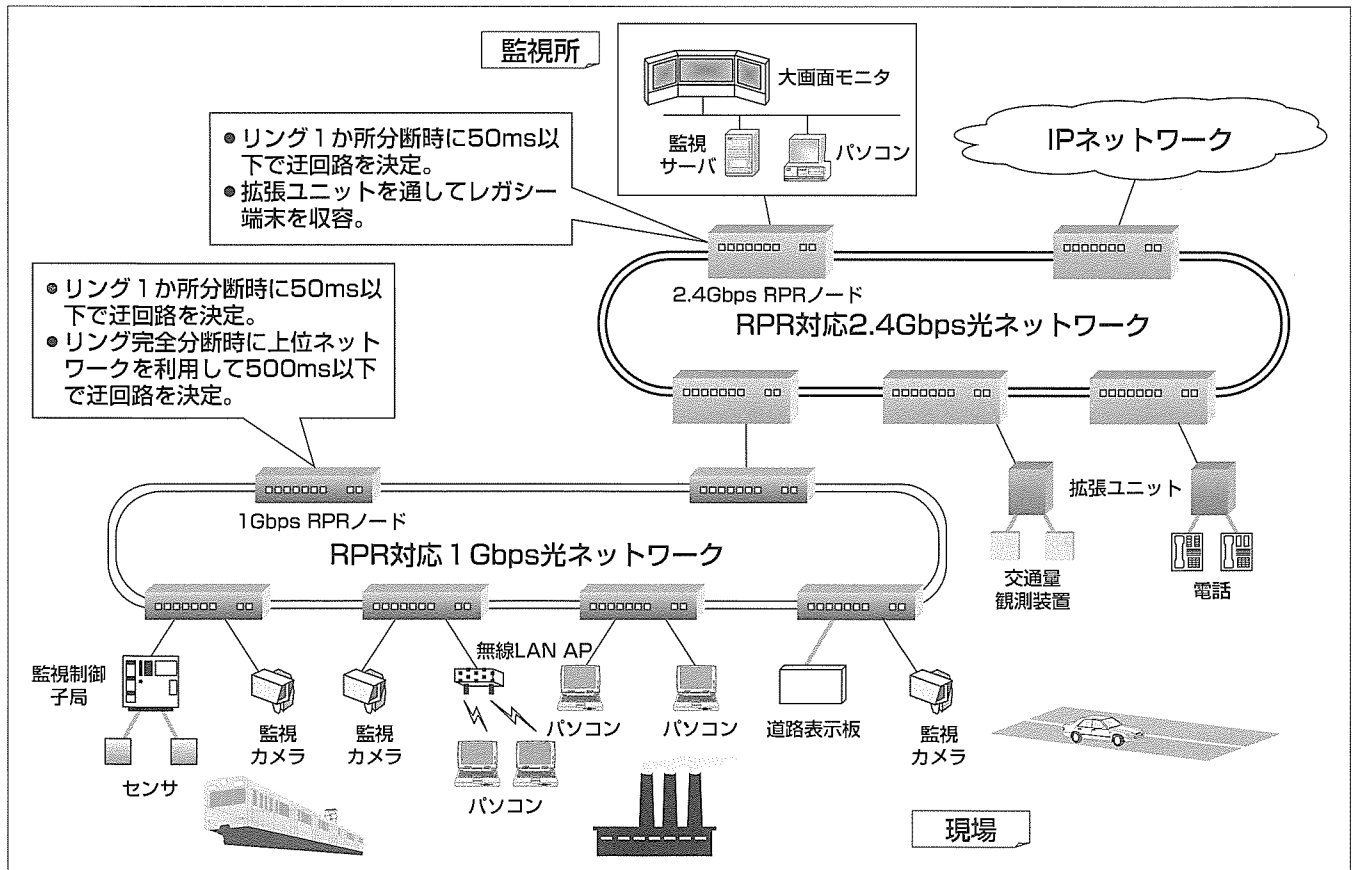 監視所
大画面モニタ
監視
サーバ
パソコン
IPネットワーク
● リング1か所分断時に50ms以
下で迂回路を決定。
● 拡張ユニットを通してレガシー
端末を収容。
2.4Gbps RPRノード
RPR対応2.4Gbps光ネットワーク
● リング1か所分断時に50ms以
下で迂回路を決定。
● リング完全分断時に上位ネット
ワークを利用して500ms以下
で迂回路を決定。
拡張ユニット
交通量
観測装置
電話
1Gbps RPRノード
RPR対応1Gbps光ネットワーク
監視制御
子局
センサ
監視
カメラ
監視
カメラ
無線LAN AP
パソコン
パソコン
パソコン
道路表示板
監視
カメラ
現場